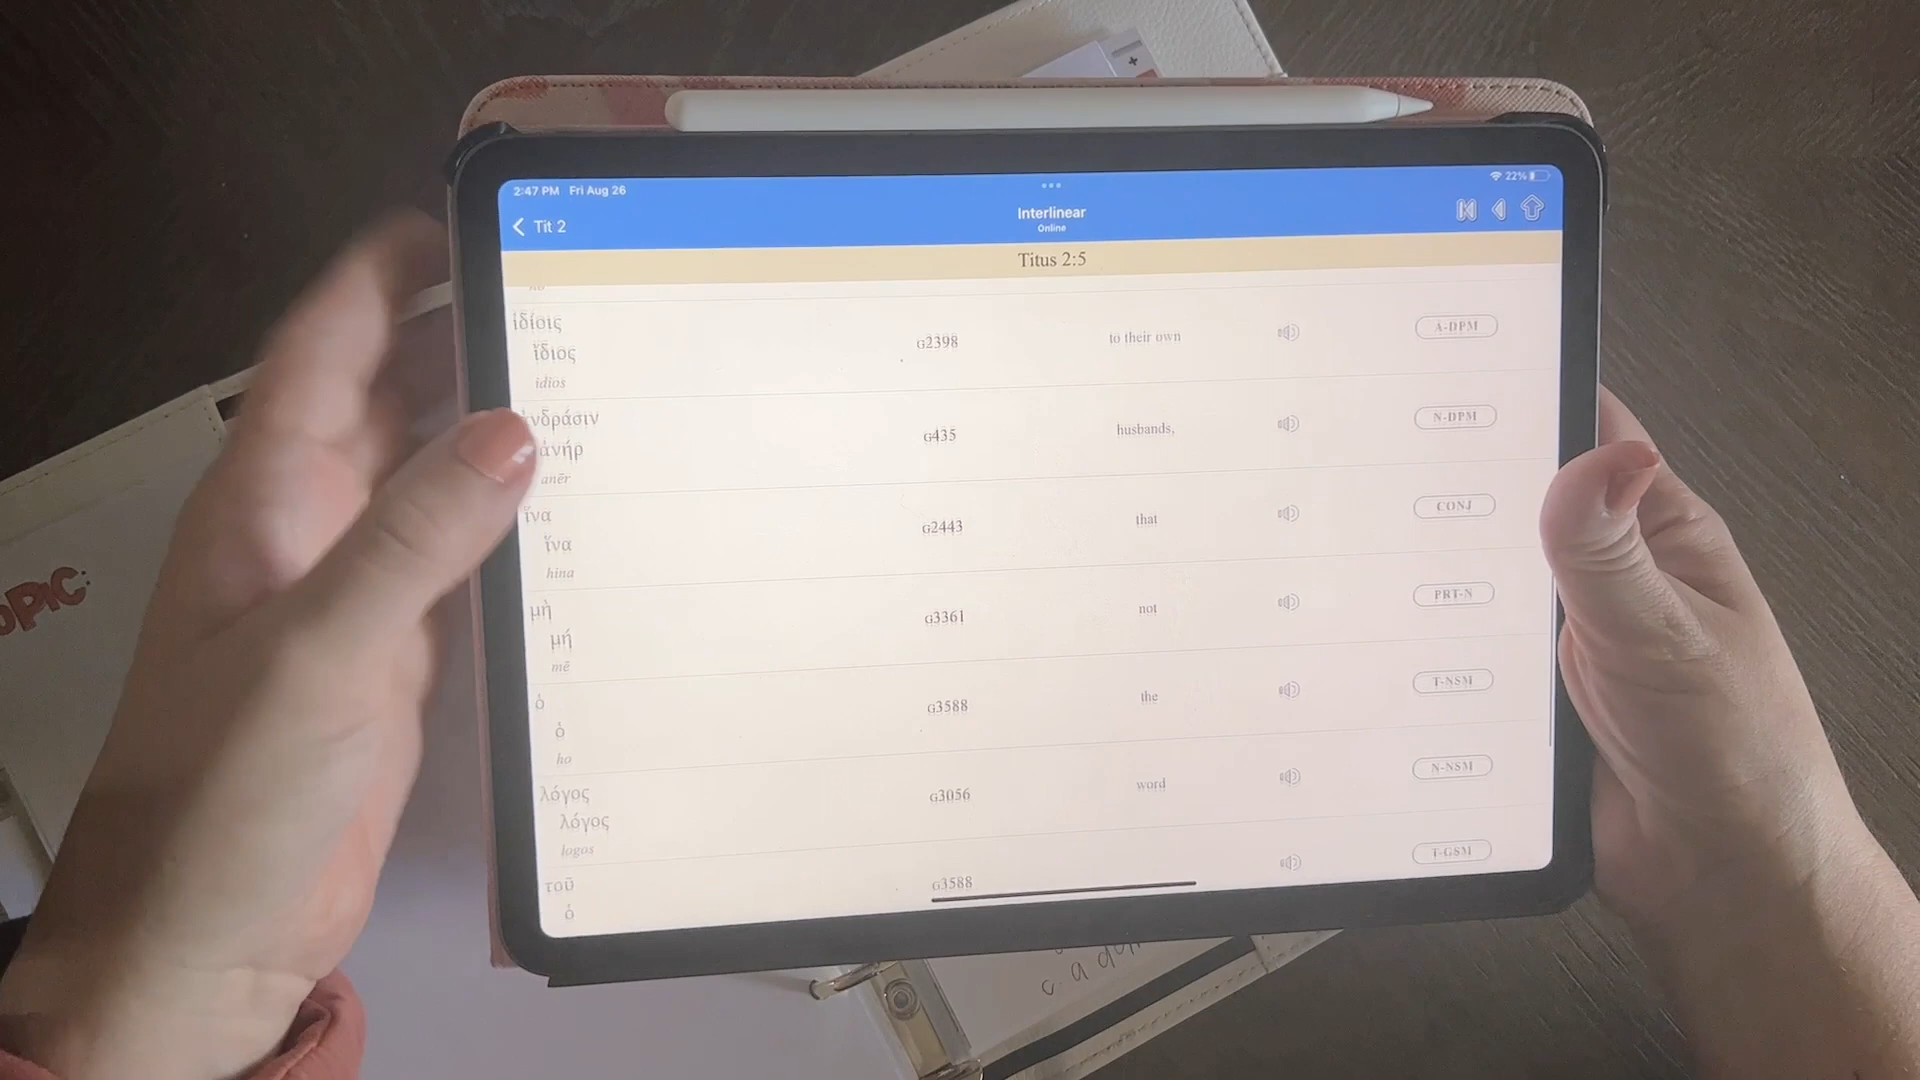 2:47 PM Fri Aug 26
22%
Tit 2
Interlinear
Online
Titus 2:5
ἰδίοις
ἴδιος
idios
G2398
to their own
A-DPM
νδράσιν
ἀνήρ
anēr
G435
husbands,
N-DPM
ἵνα
ἵνα
hina
G2443
that
CONJ
μὴ
μή
mē
G3361
not
PRT-N
ὁ
ὁ
ho
G3588
the
T-NSM
λόγος
λόγος
logos
G3056
word
N-NSM
τοῦ
ὁ
G3588
T-GSM
OPIC:
c. a do